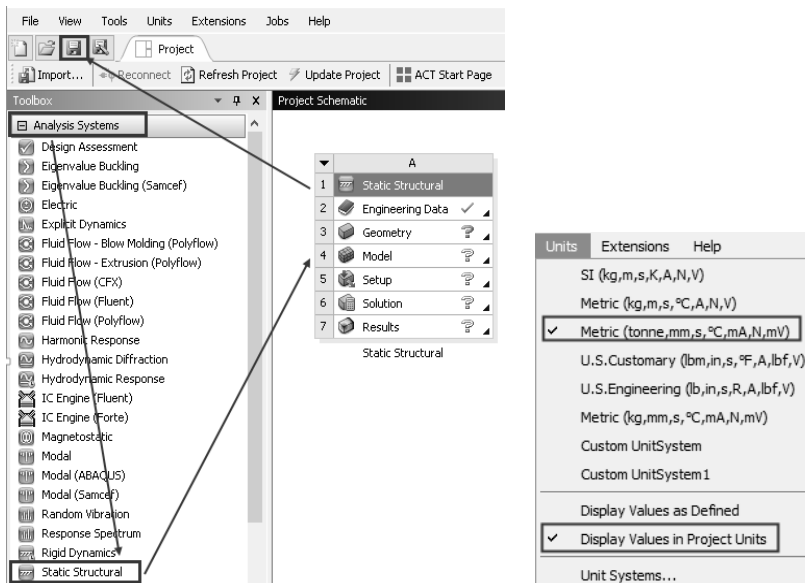 File View Tools Units Extensions Jobs Help
Project
Import... Reconnect Refresh Project Update Project ACT Start Page
Toolbox
Project Schematic
Analysis Systems
Design Assessment
Eigenvalue Buckling
Eigenvalue Buckling (Samcef)
Electric
Explicit Dynamics
Fluid Flow - Blow Molding (Polyflow)
Fluid Flow - Extrusion (Polyflow)
Fluid Flow (CFX)
Fluid Flow (Fluent)
Fluid Flow (Polyflow)
Harmonic Response
Hydrodynamic Diffraction
Hydrodynamic Response
IC Engine (Fluent)
IC Engine (Forte)
Magnetostatic
Modal
Modal (ABAQUS)
Modal (Samcef)
Random Vibration
Response Spectrum
Rigid Dynamics
Static Structural
A
1 Static Structural
2 Engineering Data
3 Geometry ?
4 Model ?
5 Setup ?
6 Solution ?
7 Results ?
Static Structural
Units Extensions Help
SI (kg,m,s,K,A,N,V)
Metric (kg,m,s,°C,A,N,V)
Metric (tonne,mm,s,°C,mA,N,mV)
U.S.Customary (lbm,in,s,°F,A,lbf,V)
U.S.Engineering (lb,in,s,R,A,lbf,V)
Metric (kg,mm,s,°C,mA,N,mV)
Custom UnitSystem
Custom UnitSystem1
Display Values as Defined
Display Values in Project Units
Unit Systems...